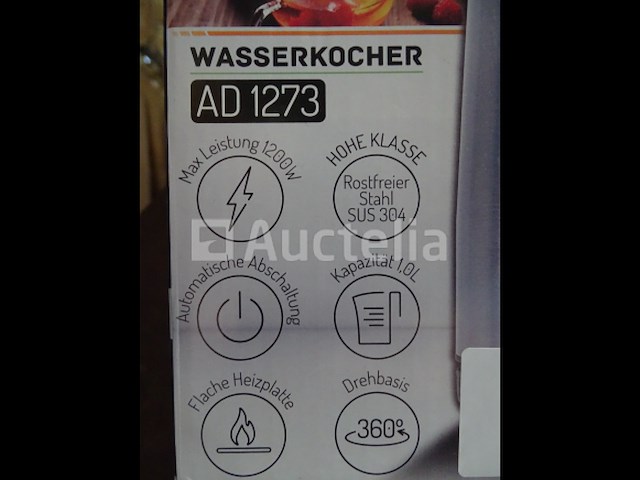 WASSERKOCHER
AD 1273
Max Leistung 1200W
HOHE KLASSE
Rostfreier
Stahl
SUS 304
Auctelia
Automatische Abschaltung
Kapazität 1,0L
Flache Heizplatte
Drehbasis
360°